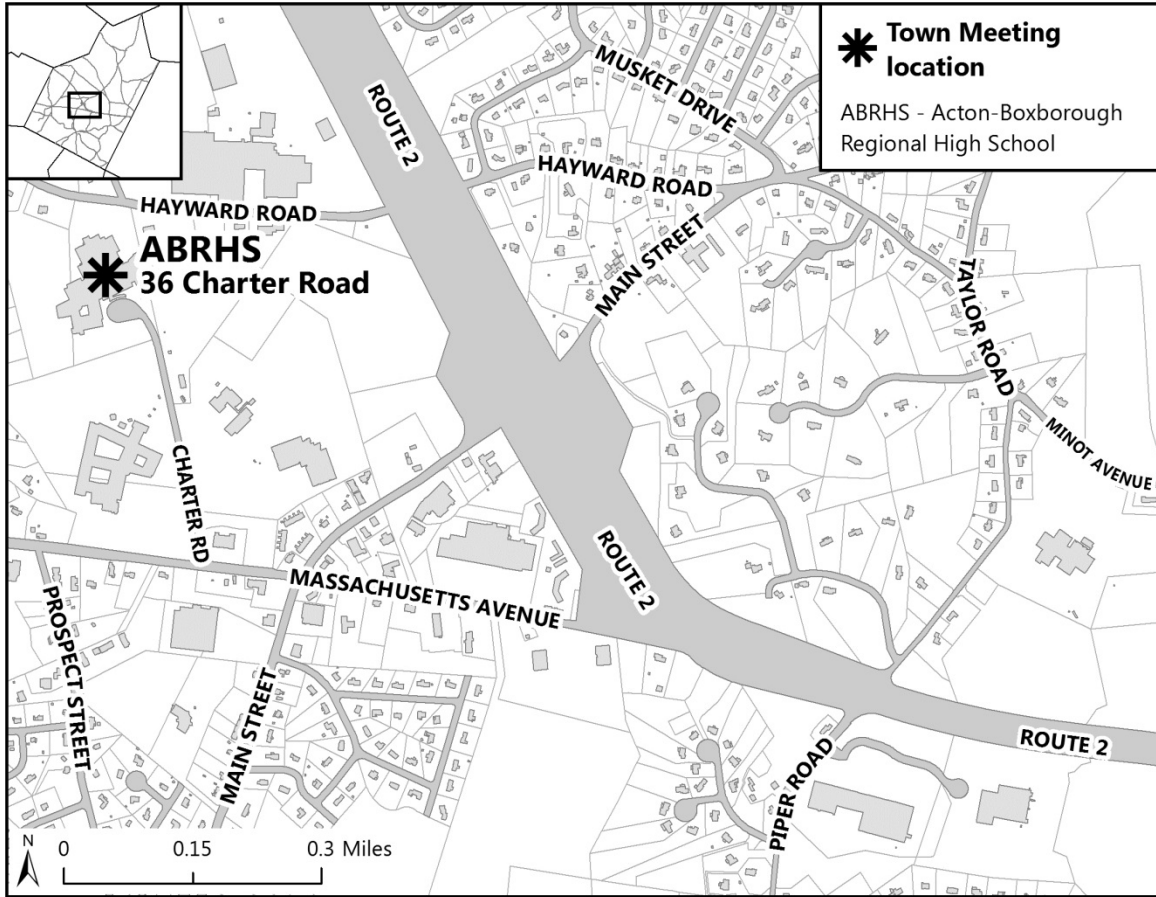 Town Meeting
location
ABRHS - Acton-Boxborough
Regional High School
MUSKET DRIVE
ROUTE 2
HAYWARD ROAD
HAYWARD ROAD
ABRHS
36 Charter Road
MAIN STREET
TAYLOR ROAD
MINOT AVENUE
CHARTER RD
ROUTE 2
MASSACHUSETTS AVENUE
PROSPECT STREET
MAIN STREET
ROUTE 2
PIPER ROAD
N
0 0.15 0.3 Miles